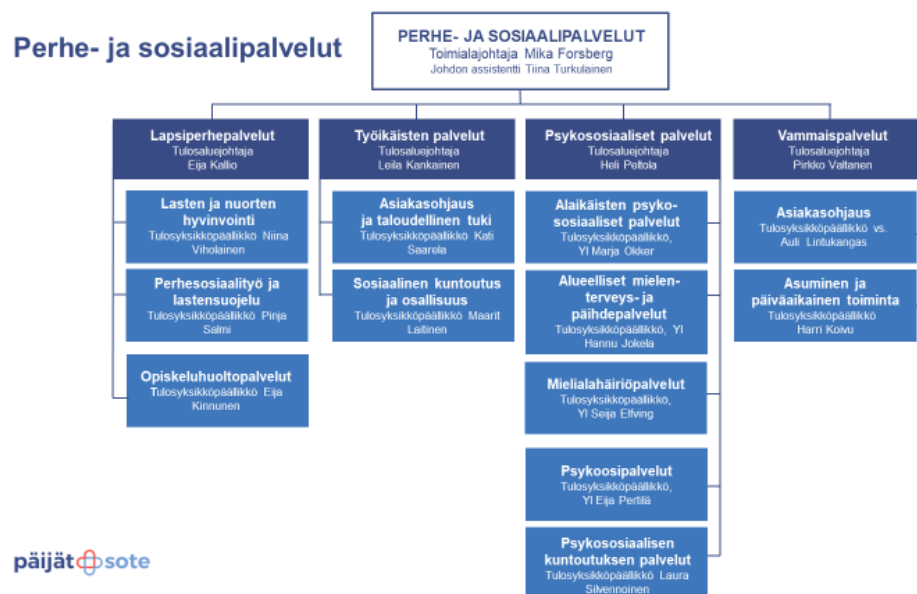 Perhe- ja sosiaalipalvelut
PERHE- JA SOSIAALIPALVELUT
Toimialajohtaja Mika Forsberg
Johdon assistentti Tiina Turkulainen
Lapsiperhepalvelut
Tulosaluejohtaja
Eija Kallio
Lasten ja nuorten
hyvinvointi
Tulosyksikköpäällikkö Niina
Viholainen
Perhesosiaalityö ja
lastensuojelu
Tulosyksikköpäällikkö Pinja
Salmi
Opiskeluhuoltopalvelut
Tulosyksikköpäällikkö Eija
Kinnunen
Työikäisten palvelut
Tulosaluejohtaja
Leila Kankainen
Asiakasohjaus
ja taloudellinen tuki
Tulosyksikköpäällikkö Kati
Saarela
Sosiaalinen kuntoutus
ja osallisuus
Tulosyksikköpäällikkö Maarit
Laitinen
Psykososiaaliset palvelut
Tulosaluejohtaja
Heli Peltola
Alaikäisten psyko-
sosiaaliset palvelut
Tulosyksikköpäällikkö,
Yl Marja Okker
Alueelliset mielen-
terveys- ja
päihdepalvelut
Tulosyksikköpäällikkö, Yl
Hannu Jokela
Mielialahäiriöpalvelut
Tulosyksikköpäällikkö,
Yl Seija Elfving
Psykoosipalvelut
Tulosyksikköpäällikkö,
Yl Eija Pertilä
Psykososiaalisen
kuntoutuksen palvelut
Tulosyksikköpäällikkö Laura
Silvennoinen
Vammaispalvelut
Tulosaluejohtaja
Pirkko Valtanen
Asiakasohjaus
Tulosyksikköpäällikkö vs.
Auli Lintukangas
Asuminen ja
päiväaikainen toiminta
Tulosyksikköpäällikkö
Harri Koivu
päijät sote